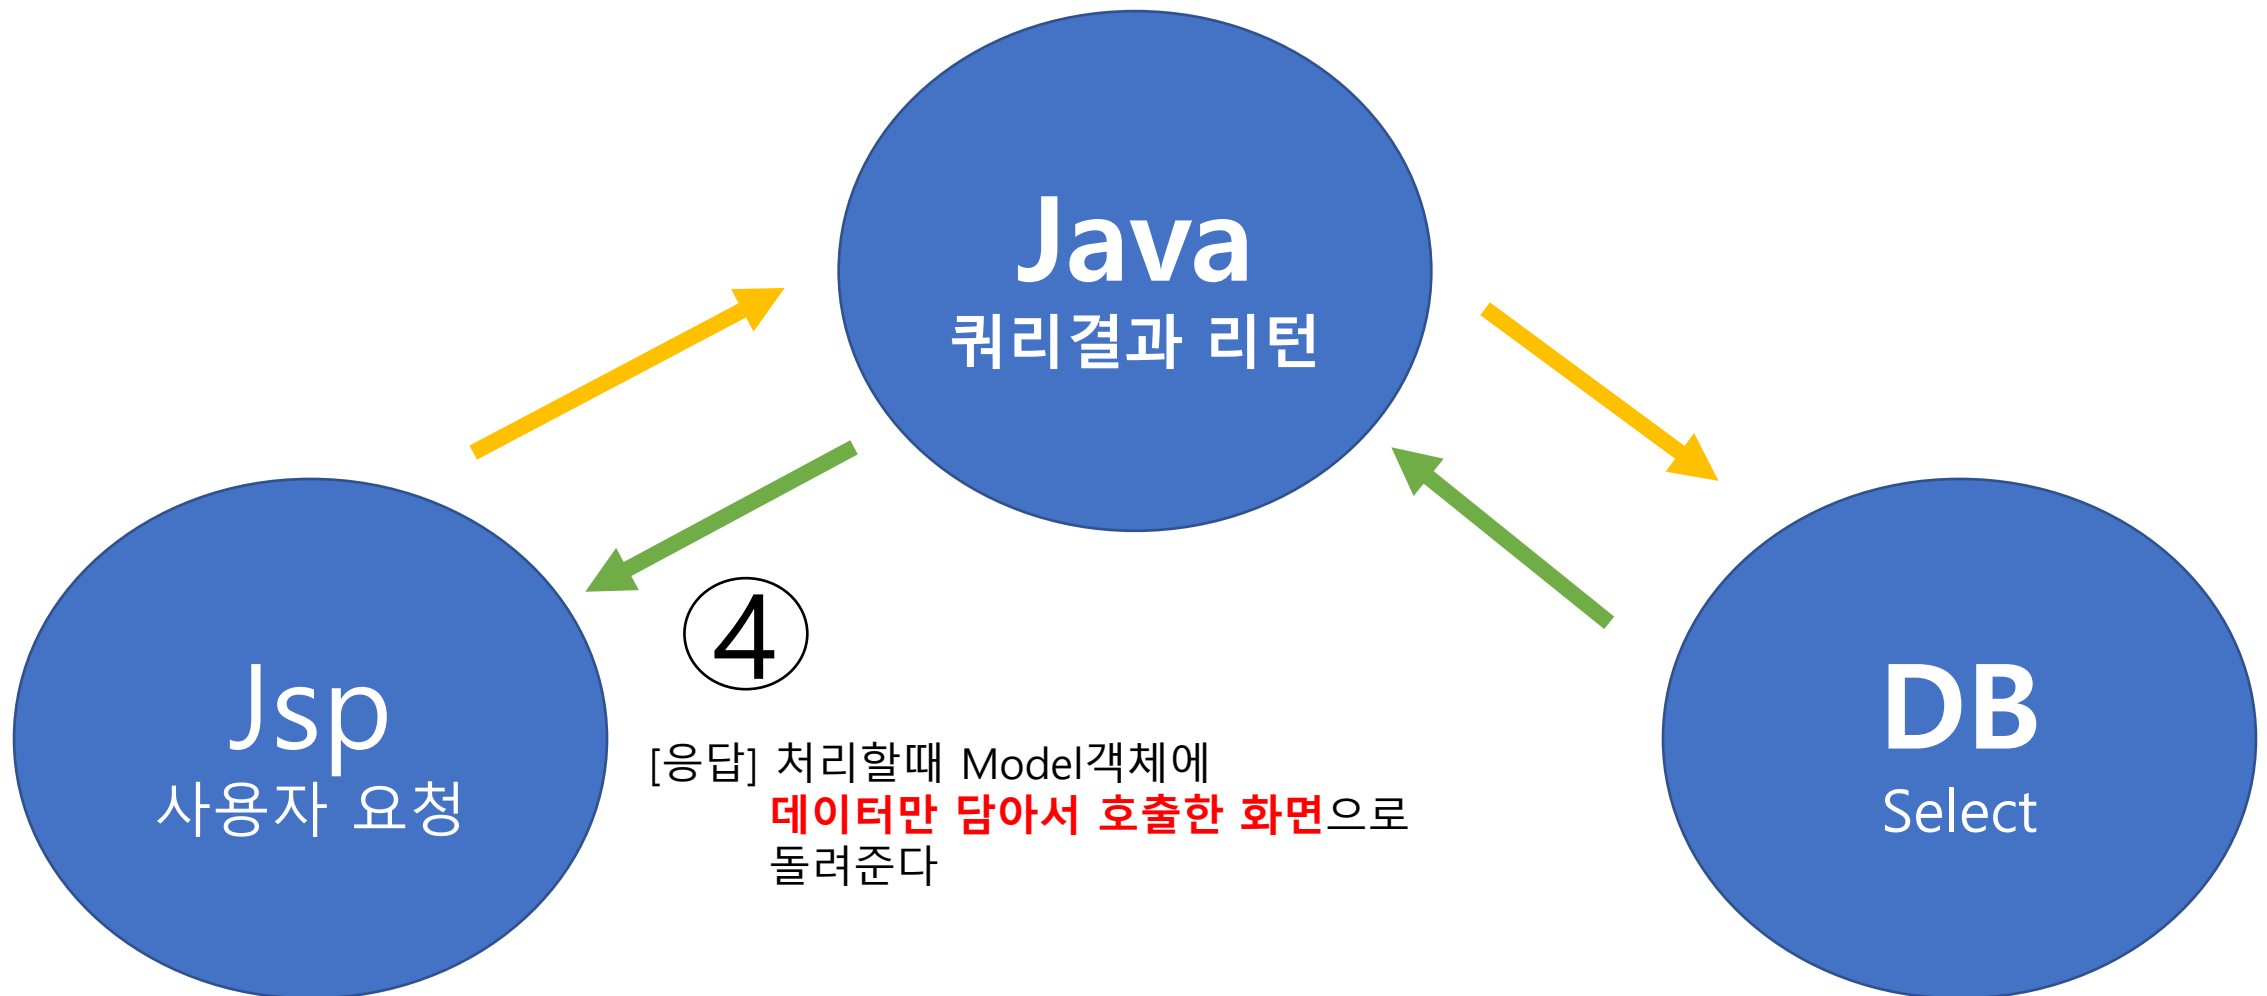 Java
쿼리결과 리턴
Jsp
사용자 요청
④
[응답] 처리할때 Model객체에
데이터만 담아서 호출한 화면으로
돌려준다
DB
Select